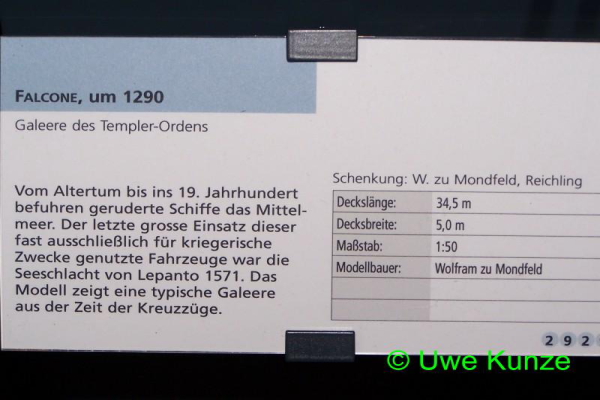 FALCONE, um 1290
Galeere des Templer-Ordens
Vom Altertum bis ins 19. Jahrhundert
befuhren geruderte Schiffe das Mittel-
meer. Der letzte grosse Einsatz dieser
fast ausschließlich für kriegerische
Zwecke genutzte Fahrzeuge war die
Seeschlacht von Lepanto 1571. Das
Modell zeigt eine typische Galeere
aus der Zeit der Kreuzzüge.
Schenkung: W. zu Mondfeld, Reichling
Deckslänge: 34,5 m
Decksbreite: 5,0 m
Maßstab: 1:50
Modellbauer: Wolfram zu Mondfeld
292
© Uwe Kunze